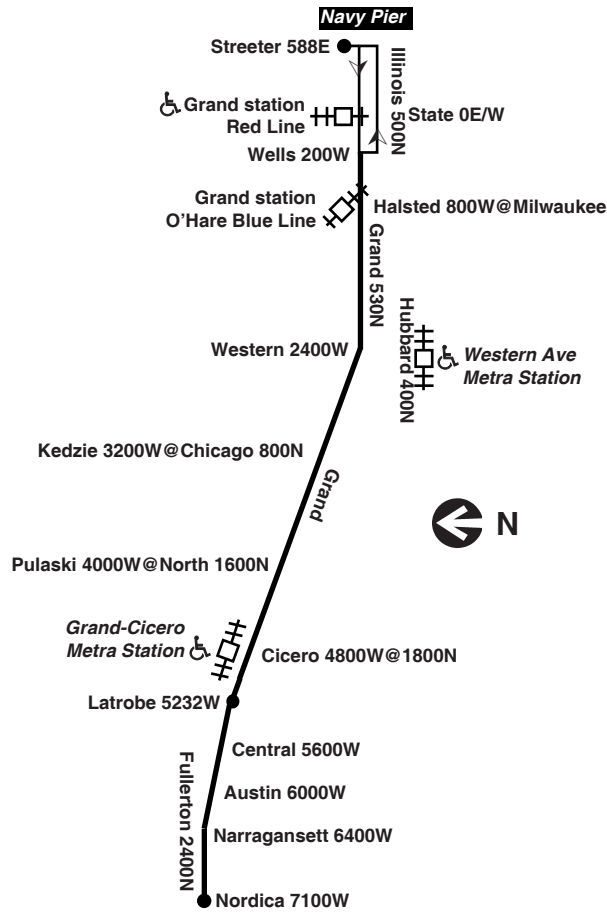 Navy Pier
Streeter 588E
Illinois 500N
Grand station
Red Line
State 0E/W
Wells 200W
Grand station
O’Hare Blue Line
Halsted 800W@Milwaukee
Grand 530N
Hubbard 400N
Western 2400W
Western Ave
Metra Station
Kedzie 3200W@Chicago 800N
Grand
N
Pulaski 4000W@North 1600N
Grand-Cicero
Metra Station
Cicero 4800W@1800N
Latrobe 5232W
Central 5600W
Fullerton 2400N
Austin 6000W
Narragansett 6400W
Nordica 7100W